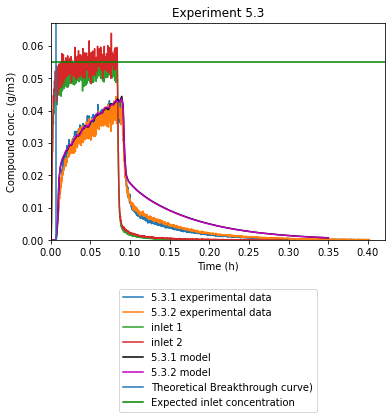 Experiment 5.3
Compound conc. (g/m3)
0.06
0.05
0.04
0.03
0.02
0.01
0.00
0.00 0.05 0.10 0.15 0.20 0.25 0.30 0.35 0.40
Time (h)
5.3.1 experimental data
5.3.2 experimental data
inlet 1
inlet 2
5.3.1 model
5.3.2 model
Theoretical Breakthrough curve)
Expected inlet concentration